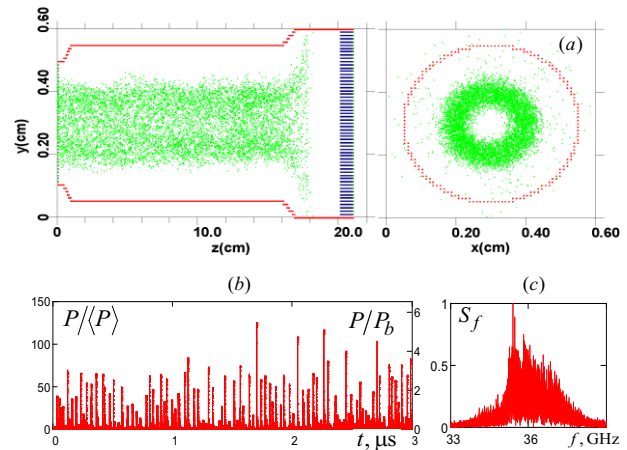 0.60
(a)
0.40
0.20
0
y(cm)
0
10.0
20.0
z(cm)
0
0.20
0.40
0.60
x(cm)
(b)
(c)
150
100
50
0
P/⟨P⟩
P/P_b
6
4
2
0
0
1
2
3
t, μs
1
0.5
0
S_f
33
36
f, GHz